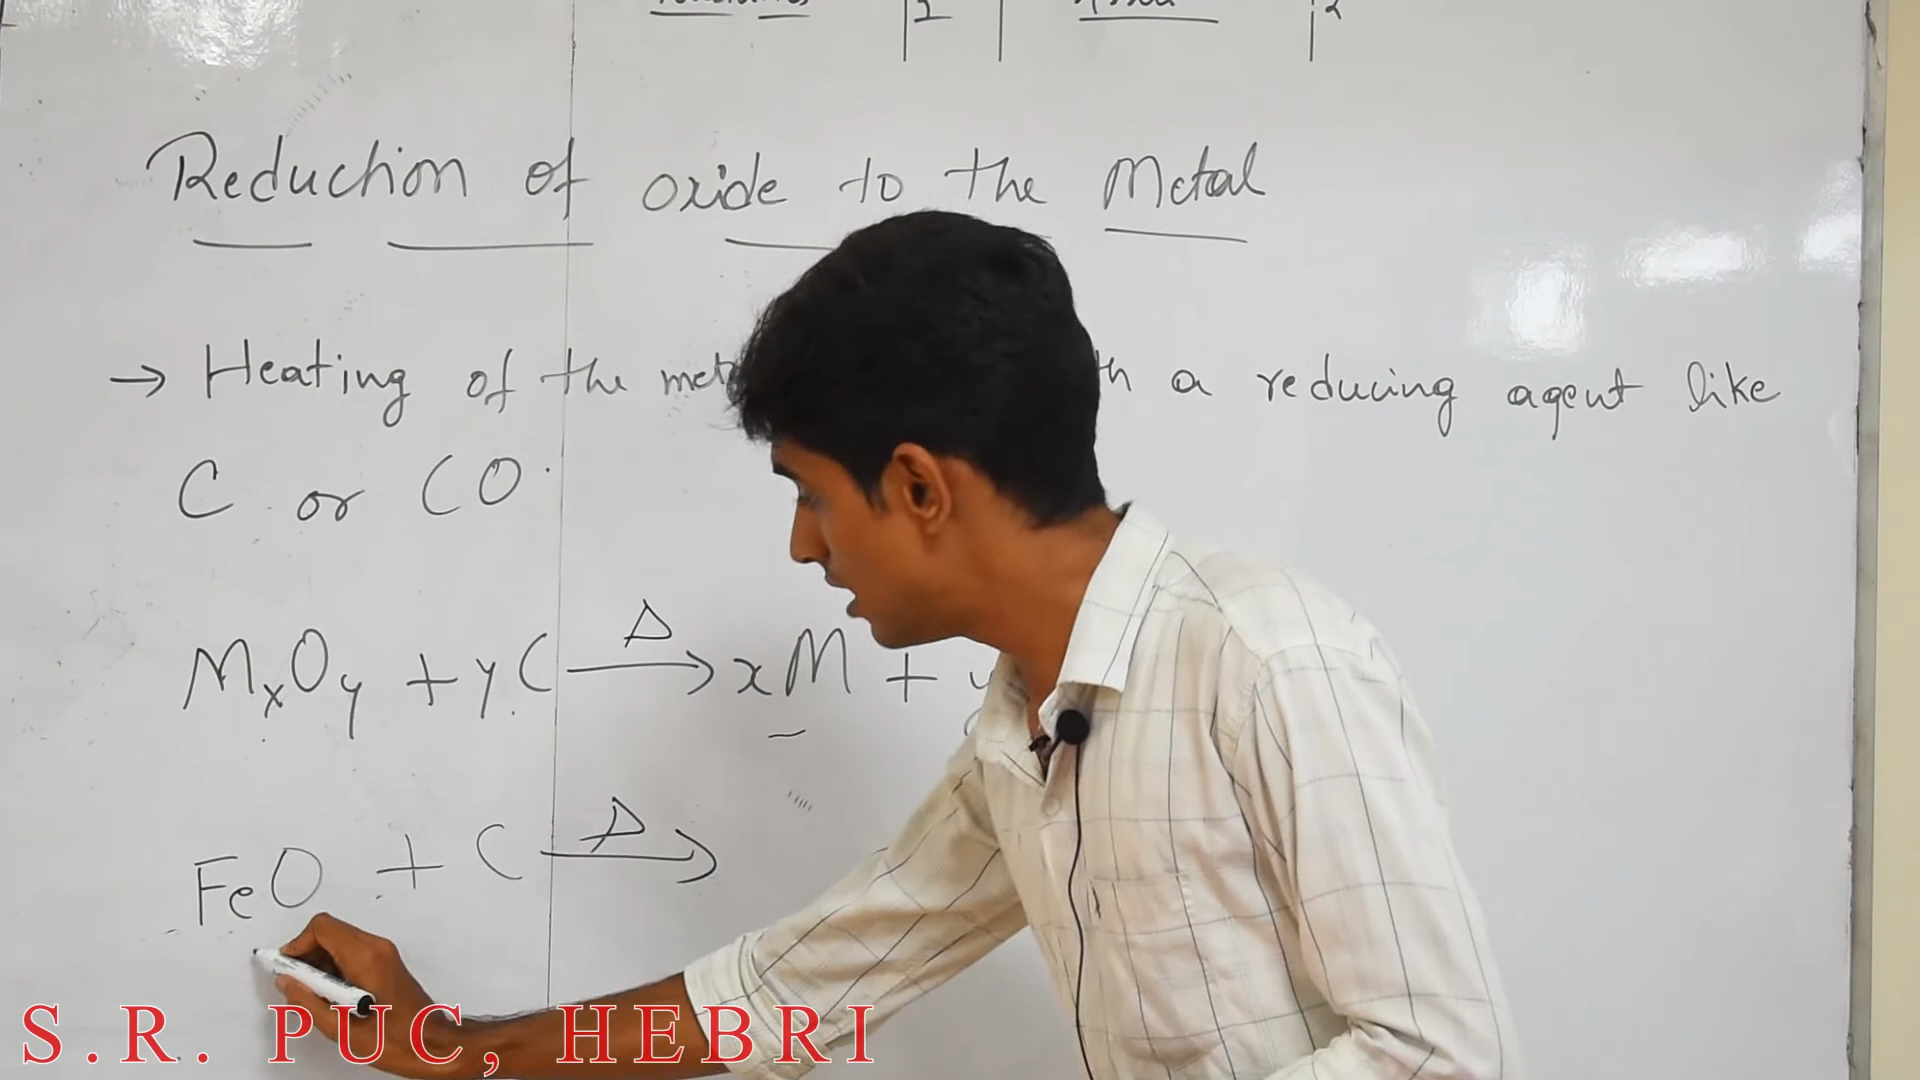 Reduction of oxide to the Metal
→ Heating of the a reducing agent like
C or CO.
MxOy + yC Δ→ xM +
FeO + C Δ→
S.R. PUC, HEBRI